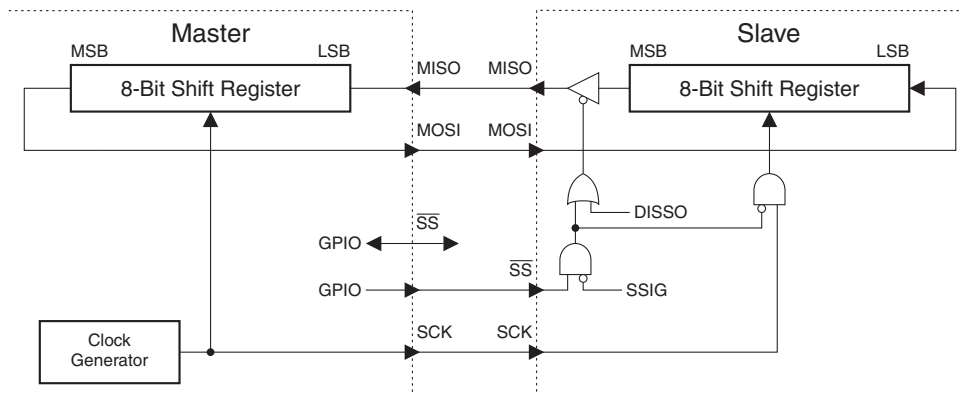 Master
Slave
MSB
LSB
MISO
MISO
MSB
LSB
8-Bit Shift Register
8-Bit Shift Register
MOSI
MOSI
DISSO
SS
GPIO
SS
GPIO
SSIG
SCK
SCK
Clock
Generator